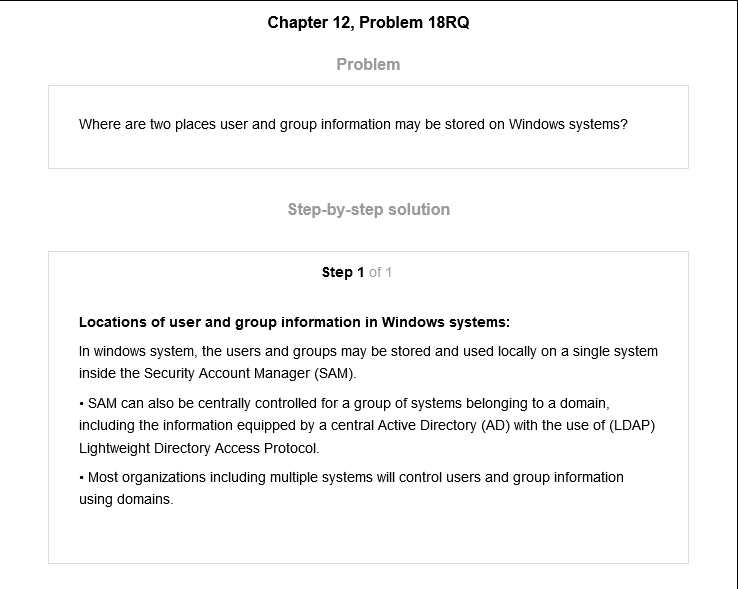 Chapter 12, Problem 18RQ
Problem
Where are two places user and group information may be stored on Windows systems?
Step-by-step solution
Step 1 of 1
Locations of user and group information in Windows systems:
In windows system, the users and groups may be stored and used locally on a single system
inside the Security Account Manager (SAM).
• SAM can also be centrally controlled for a group of systems belonging to a domain,
including the information equipped by a central Active Directory (AD) with the use of (LDAP)
Lightweight Directory Access Protocol.
• Most organizations including multiple systems will control users and group information
using domains.